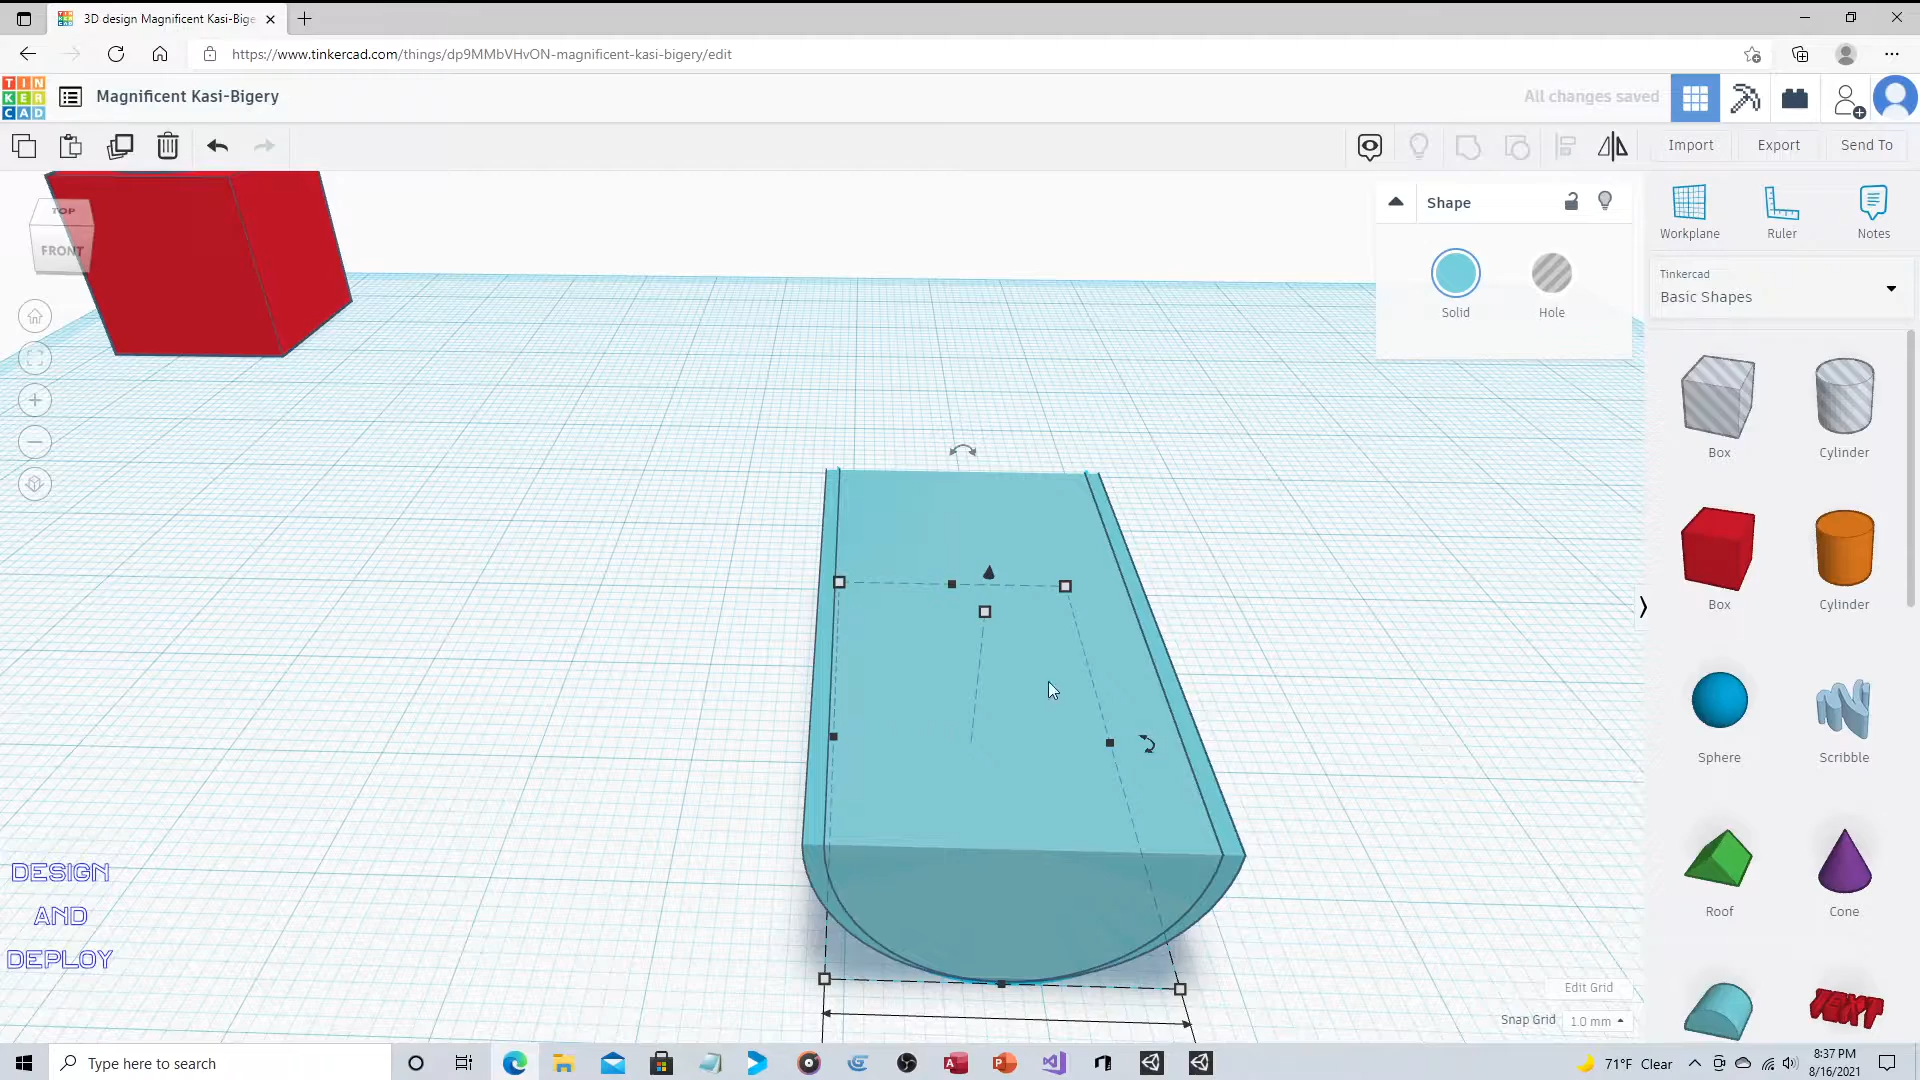 3D design Magnificent Kasi-Bige
https://www.tinkercad.com/things/dp9MMbVHvON-magnificent-kasi-bigery/edit
TIN
KER
CAD
Magnificent Kasi-Bigery
All changes saved
Import
Export
Send To
TOP
FRONT
Shape
Solid
Hole
Workplane
Ruler
Notes
Tinkercad
Basic Shapes
Box
Cylinder
Box
Cylinder
Sphere
Scribble
Roof
Cone
TEXT
DESIGN
AND
DEPLOY
Edit Grid
Snap Grid
1.0 mm
Type here to search
71°F Clear
8:37 PM
8/16/2021